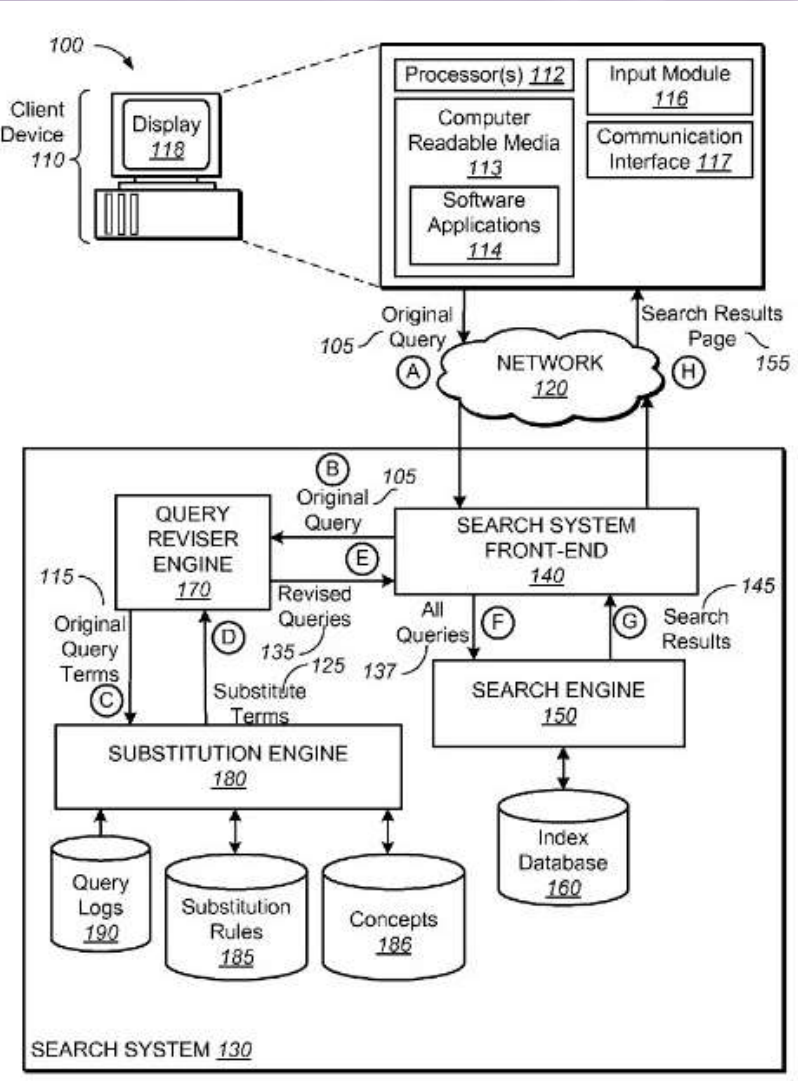 100
Client
Device
110
Display
118
Processor(s) 112
Computer
Readable Media
113
Software
Applications
114
Input Module
116
Communication
Interface 117
Original
Query
105
A
Search Results
Page
155
H
NETWORK
120
B
105
Original
Query
QUERY
REVISER
ENGINE
170
E
SEARCH SYSTEM
FRONT-END
140
115
Original
Query
Terms
C
D
Revised
Queries
135
125
Substitute
Terms
All
Queries
137
F
G
145
Search
Results
SEARCH ENGINE
150
SUBSTITUTION ENGINE
180
Index
Database
160
Query
Logs
190
Substitution
Rules
185
Concepts
186
SEARCH SYSTEM 130